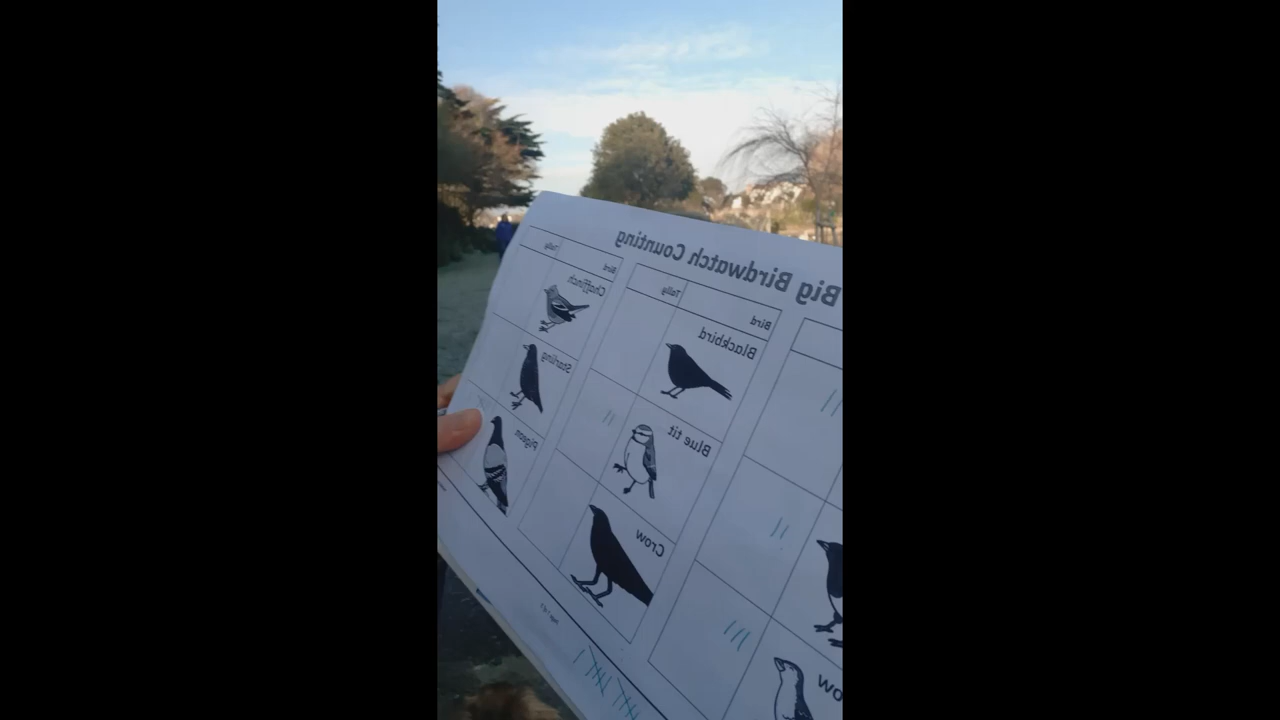 Big Birdwatch Counting
Bird Tally
Blackbird
Blue tit
Crow
Bird Tally
Chaffinch
Starling
Pigeon